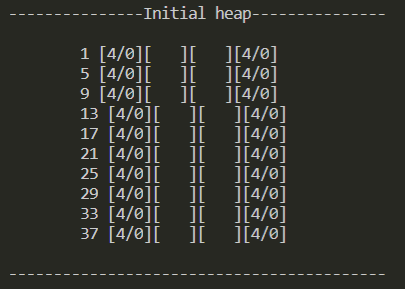 ---------------Initial heap---------------
1 [4/0][   ][   ][4/0]
5 [4/0][   ][   ][4/0]
9 [4/0][   ][   ][4/0]
13 [4/0][   ][   ][4/0]
17 [4/0][   ][   ][4/0]
21 [4/0][   ][   ][4/0]
25 [4/0][   ][   ][4/0]
29 [4/0][   ][   ][4/0]
33 [4/0][   ][   ][4/0]
37 [4/0][   ][   ][4/0]
------------------------------------------